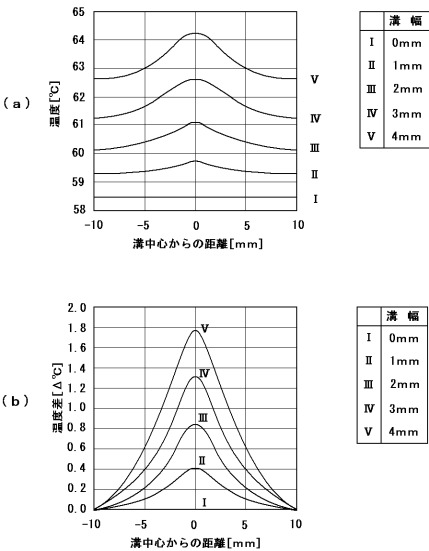 (a)
温度[℃]
65
64
63
62
61
60
59
58
Ⅴ
Ⅳ
Ⅲ
Ⅱ
Ⅰ
-10 -5 0 5 10
溝中心からの距離[mm]
溝 幅
Ⅰ 0mm
Ⅱ 1mm
Ⅲ 2mm
Ⅳ 3mm
Ⅴ 4mm
(b)
温度差[Δ℃]
2.0
1.8
1.6
1.4
1.2
1.0
0.8
0.6
0.4
0.2
0.0
Ⅴ
Ⅳ
Ⅲ
Ⅱ
Ⅰ
-10 -5 0 5 10
溝中心からの距離[mm]
溝 幅
Ⅰ 0mm
Ⅱ 1mm
Ⅲ 2mm
Ⅳ 3mm
Ⅴ 4mm